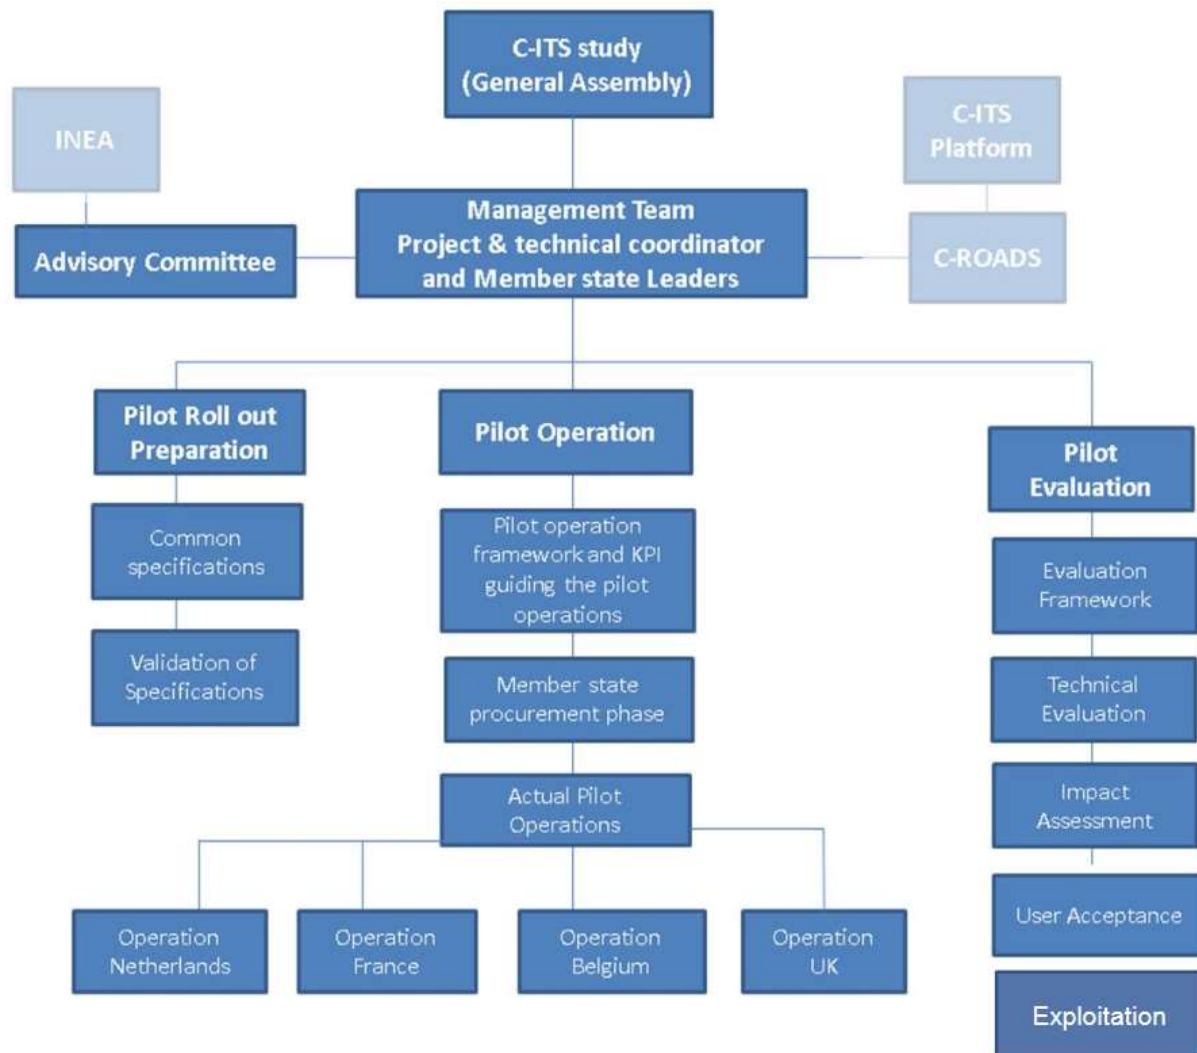 C-ITS study
(General Assembly)
INEA
C-ITS
Platform
Advisory Committee
Management Team
Project & technical coordinator
and Member state Leaders
C-ROADS
Pilot Roll out
Preparation
Common
specifications
Validation of
Specifications
Pilot Operation
Pilot operation
framework and KPI
guiding the pilot
operations
Member state
procurement phase
Actual Pilot
Operations
Operation
Netherlands
Operation
France
Operation
Belgium
Operation
UK
Pilot
Evaluation
Evaluation
Framework
Technical
Evaluation
Impact
Assessment
User Acceptance
Exploitation